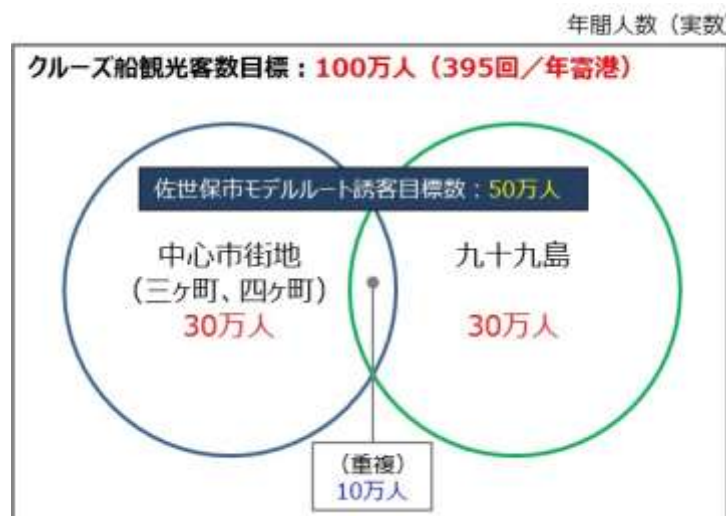 年間人数（実数
クルーズ船観光客数目標：100万人（395回／年寄港）
佐世保市モデルルート誘客目標数：50万人
中心市街地
（三ヶ町、四ヶ町）
30万人
九十九島
30万人
（重複）
10万人